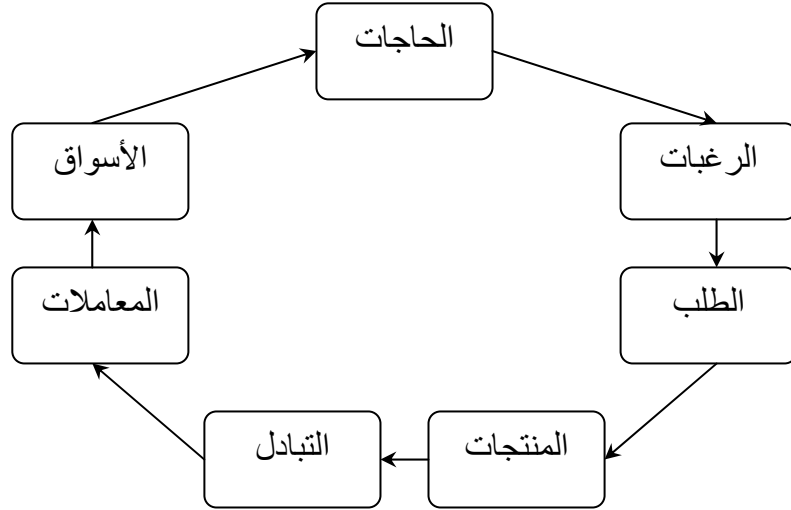 الحاجات
الرغبات
الأسواق
الطلب
المعاملات
المنتجات
التبادل